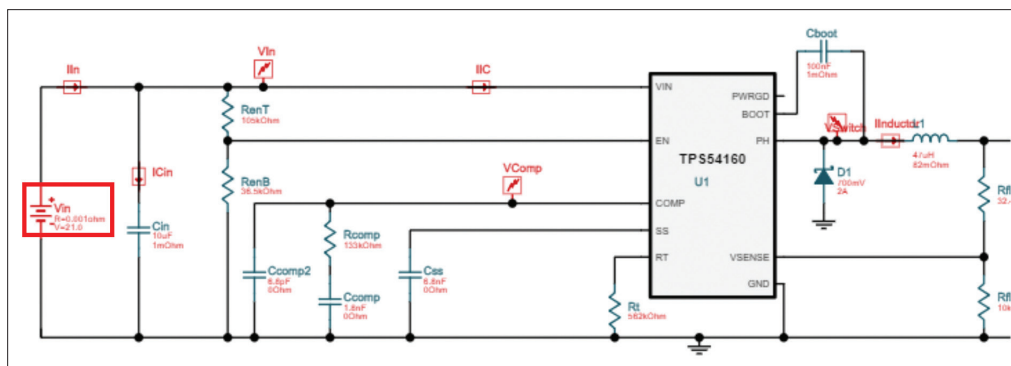 IIn
VIn
IIC
ICin
Vin
R=0.001ohm
V=21.0
Cin
10uF
1mOhm
RenT
105kOhm
RenB
36.5kOhm
VComp
Ccomp2
6.8pF
0Ohm
Rcomp
133kOhm
Ccomp
1.8nF
0Ohm
Css
6.8nF
0Ohm
Rt
562kOhm
VIN
EN
COMP
SS
RT
PWRGD
BOOT
PH
VSENSE
GND
TPS54160
U1
Cboot
100nF
1mOhm
VSwitch
IInductor
L1
47uH
82mOhm
D1
700mV
2A
10k